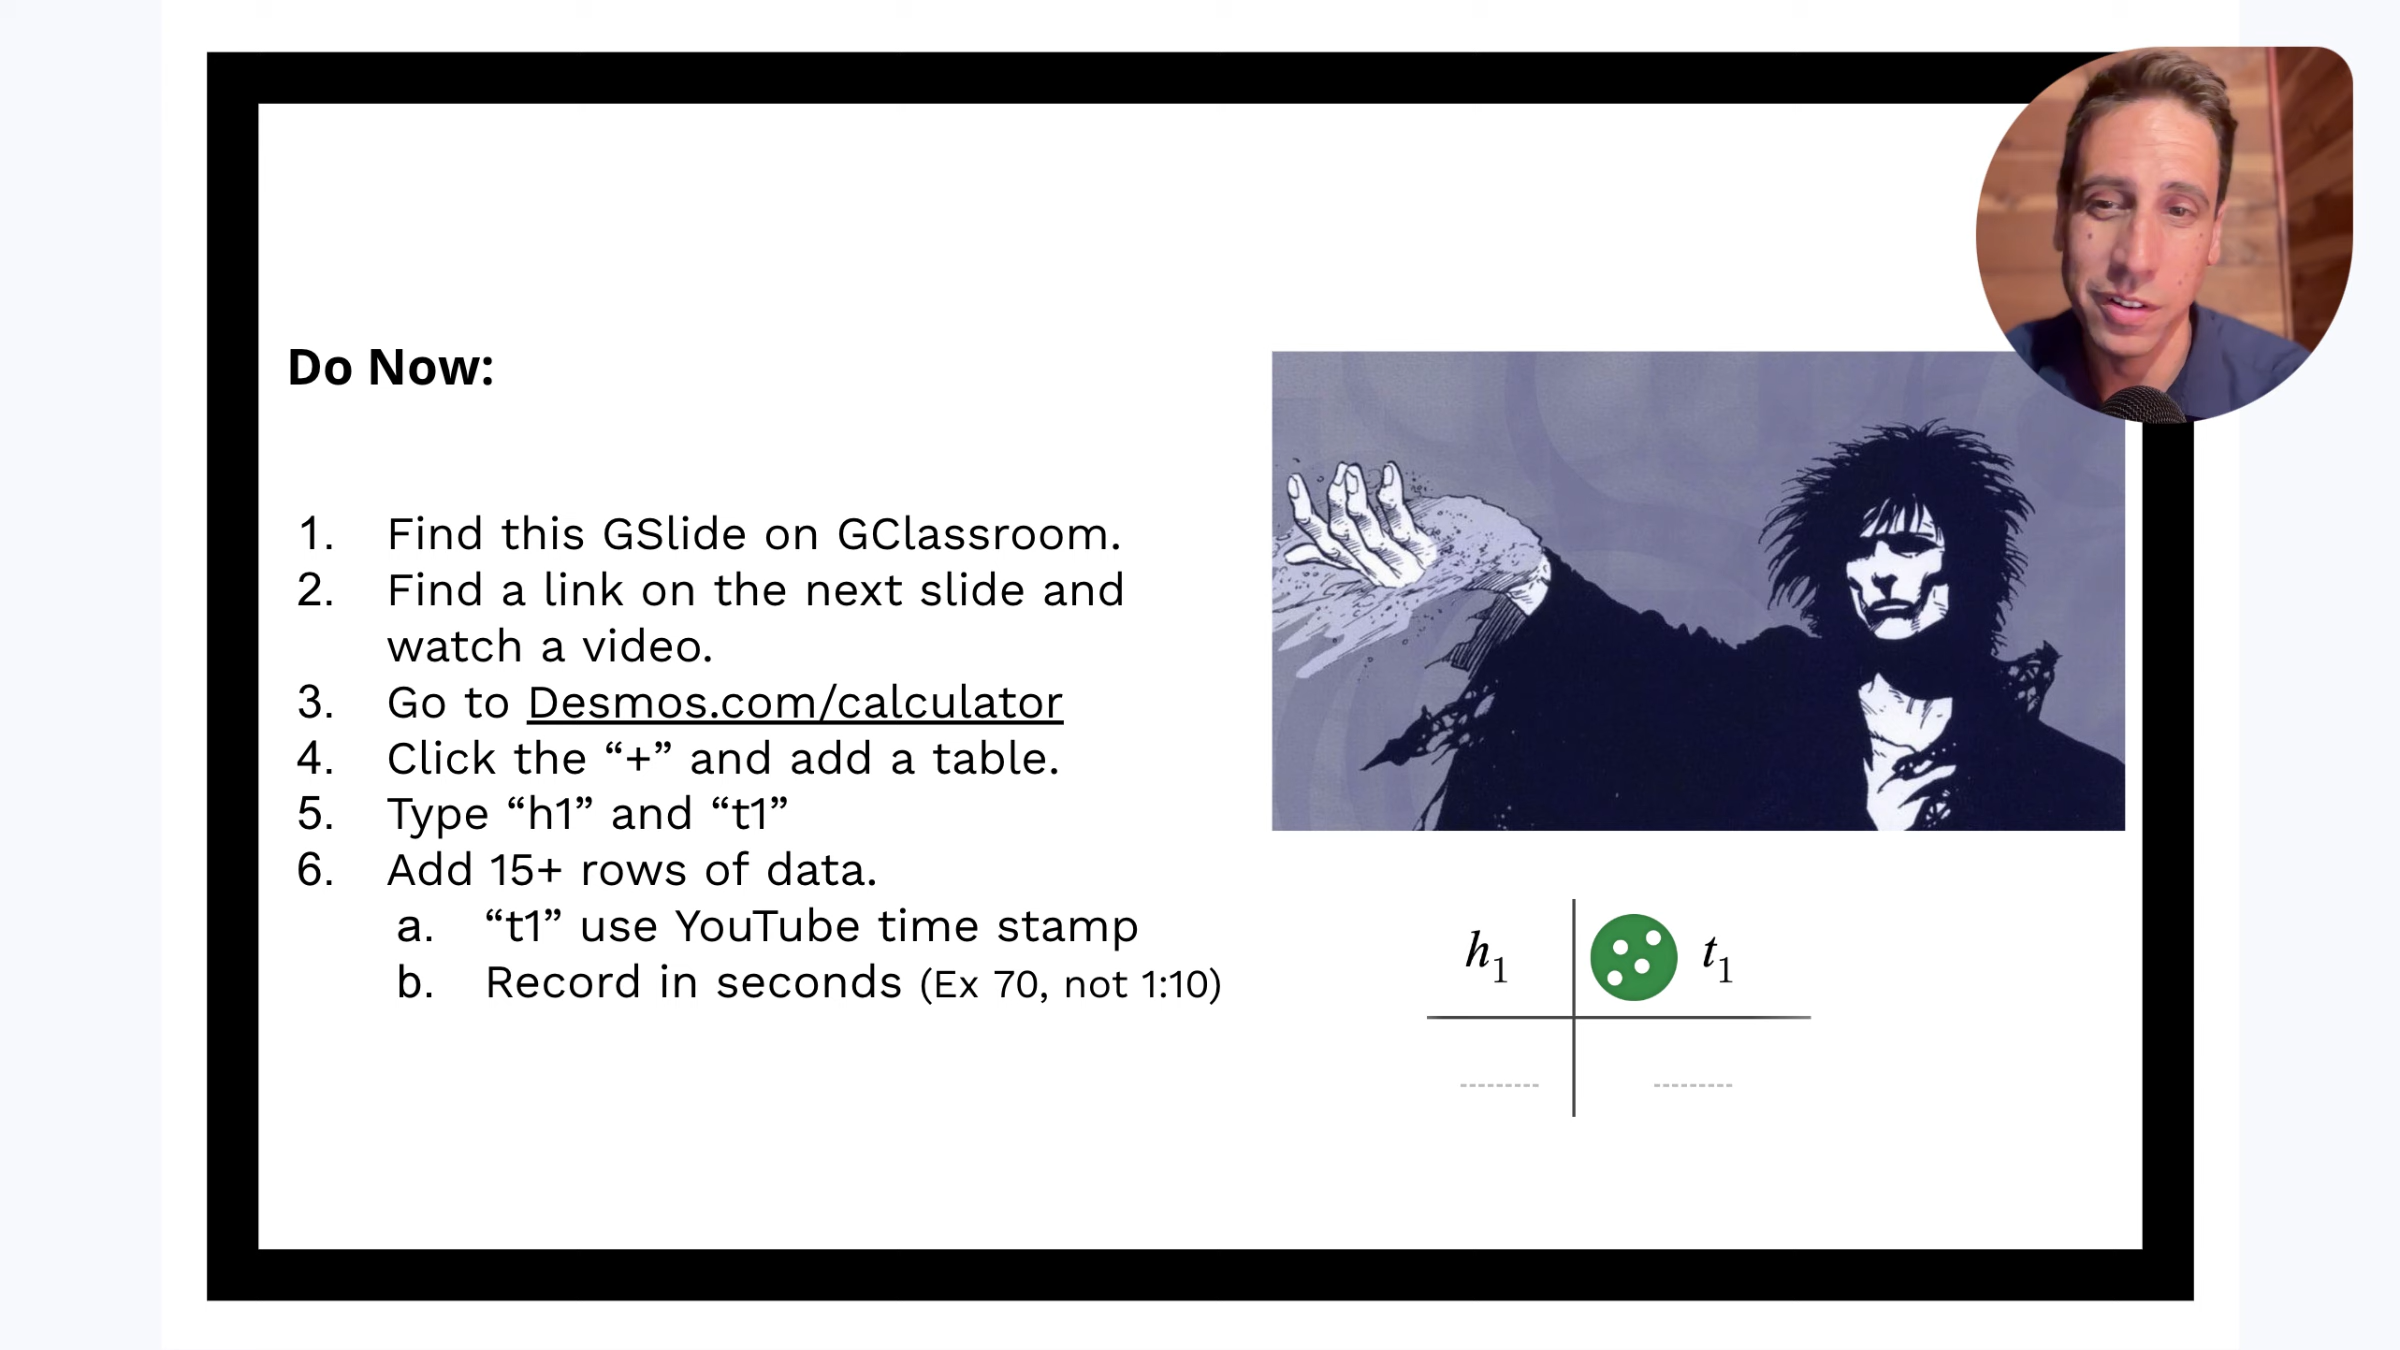 Do Now:
1. Find this GSlide on GClassroom.
2. Find a link on the next slide and
watch a video.
3. Go to Desmos.com/calculator
4. Click the “+” and add a table.
5. Type “h1” and “t1”
6. Add 15+ rows of data.
a. “t1” use YouTube time stamp
b. Record in seconds (Ex 70, not 1:10)
h₁ t₁